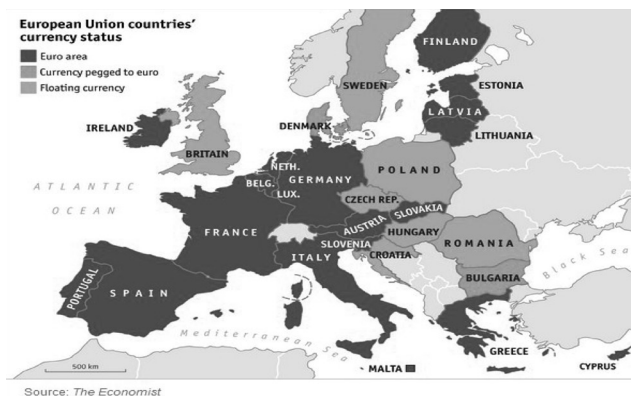 European Union countries'
currency status
Euro area
Currency pegged to euro
Floating currency
FINLAND
SWEDEN
ESTONIA
LATVIA
LITHUANIA
IRELAND
DENMARK
BRITAIN
ATLANTIC
OCEAN
NETH.
BELG.
LUX.
GERMANY
POLAND
CZECH REP.
SLOVAKIA
AUSTRIA
HUNGARY
FRANCE
SLOVENIA
ITALY
CROATIA
ROMANIA
BULGARIA
Black Sea
PORTUGAL
SPAIN
Mediterranean Sea
GREECE
MALTA
CYPRUS
500 km
Source: The Economist